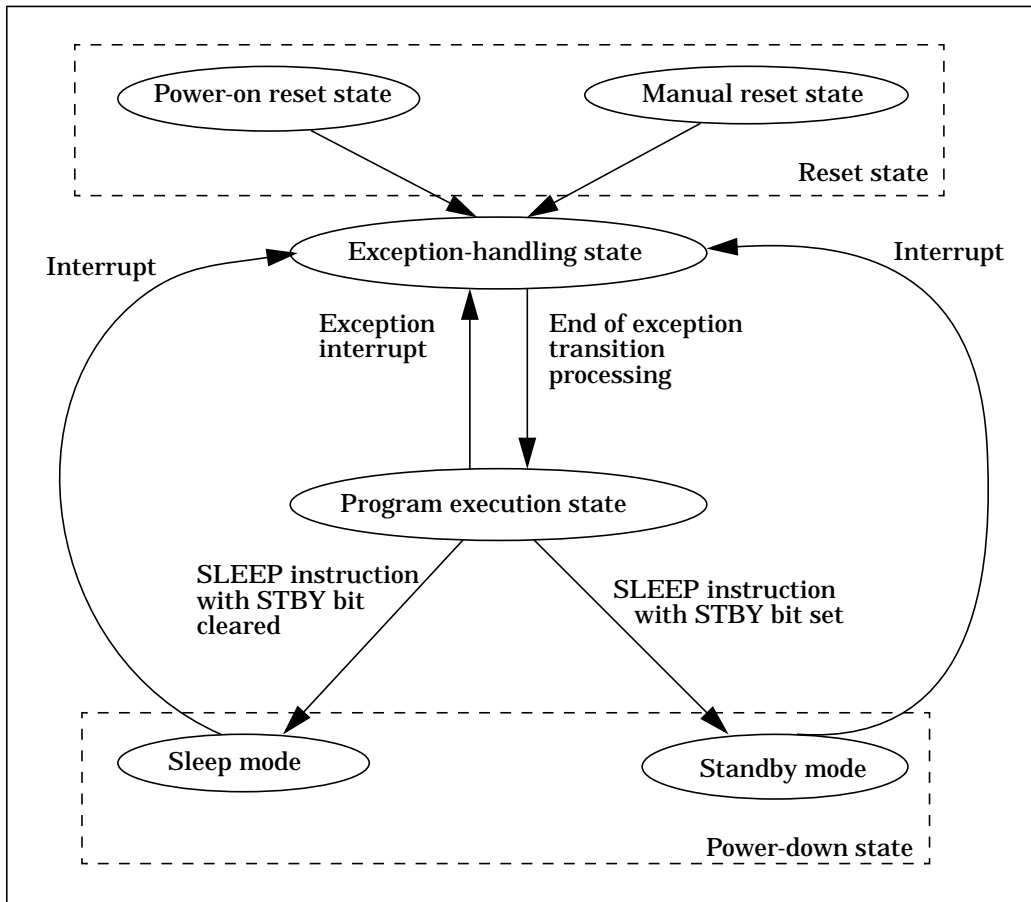 Power-on reset state
Manual reset state
Reset state
Exception-handling state
Interrupt
Interrupt
Exception
interrupt
End of exception
transition
processing
Program execution state
SLEEP instruction
with STBY bit
cleared
SLEEP instruction
with STBY bit set
Sleep mode
Standby mode
Power-down state